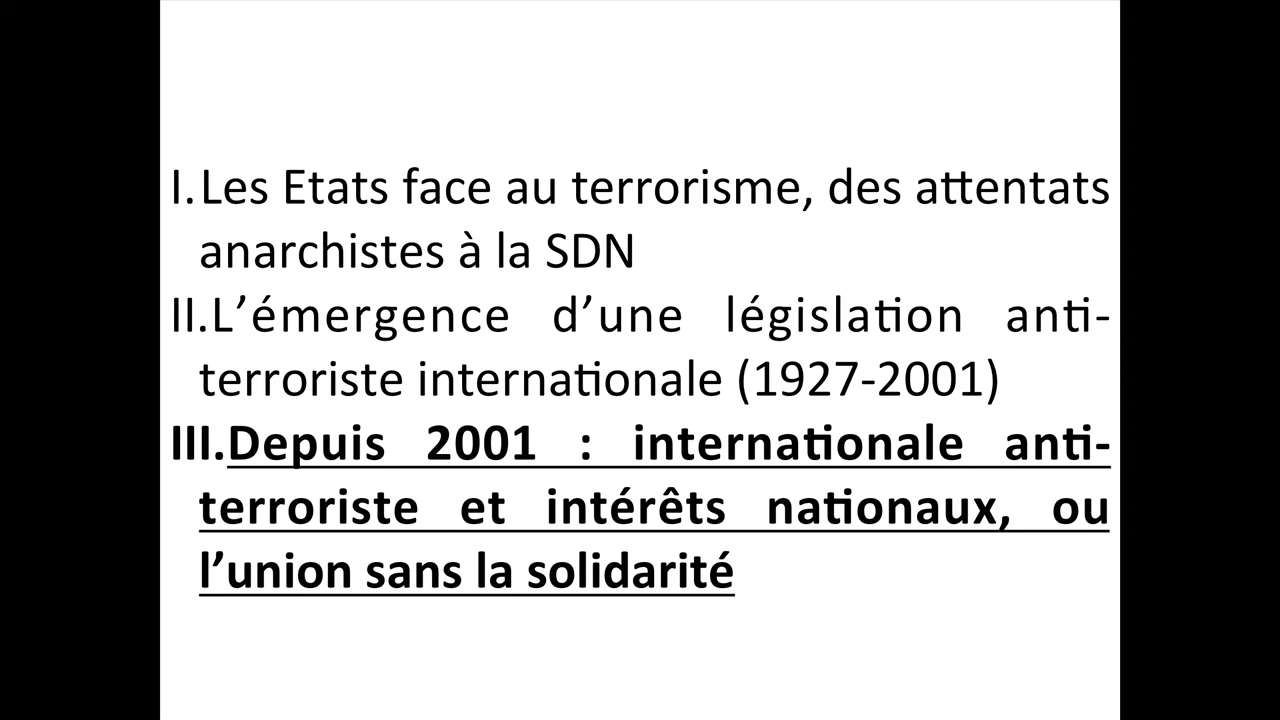 I.Les Etats face au terrorisme, des attentats
anarchistes à la SDN
II.L’émergence d’une législation anti-
terroriste internationale (1927-2001)
III.Depuis 2001 : internationale anti-
terroriste et intérêts nationaux, ou
l’union sans la solidarité